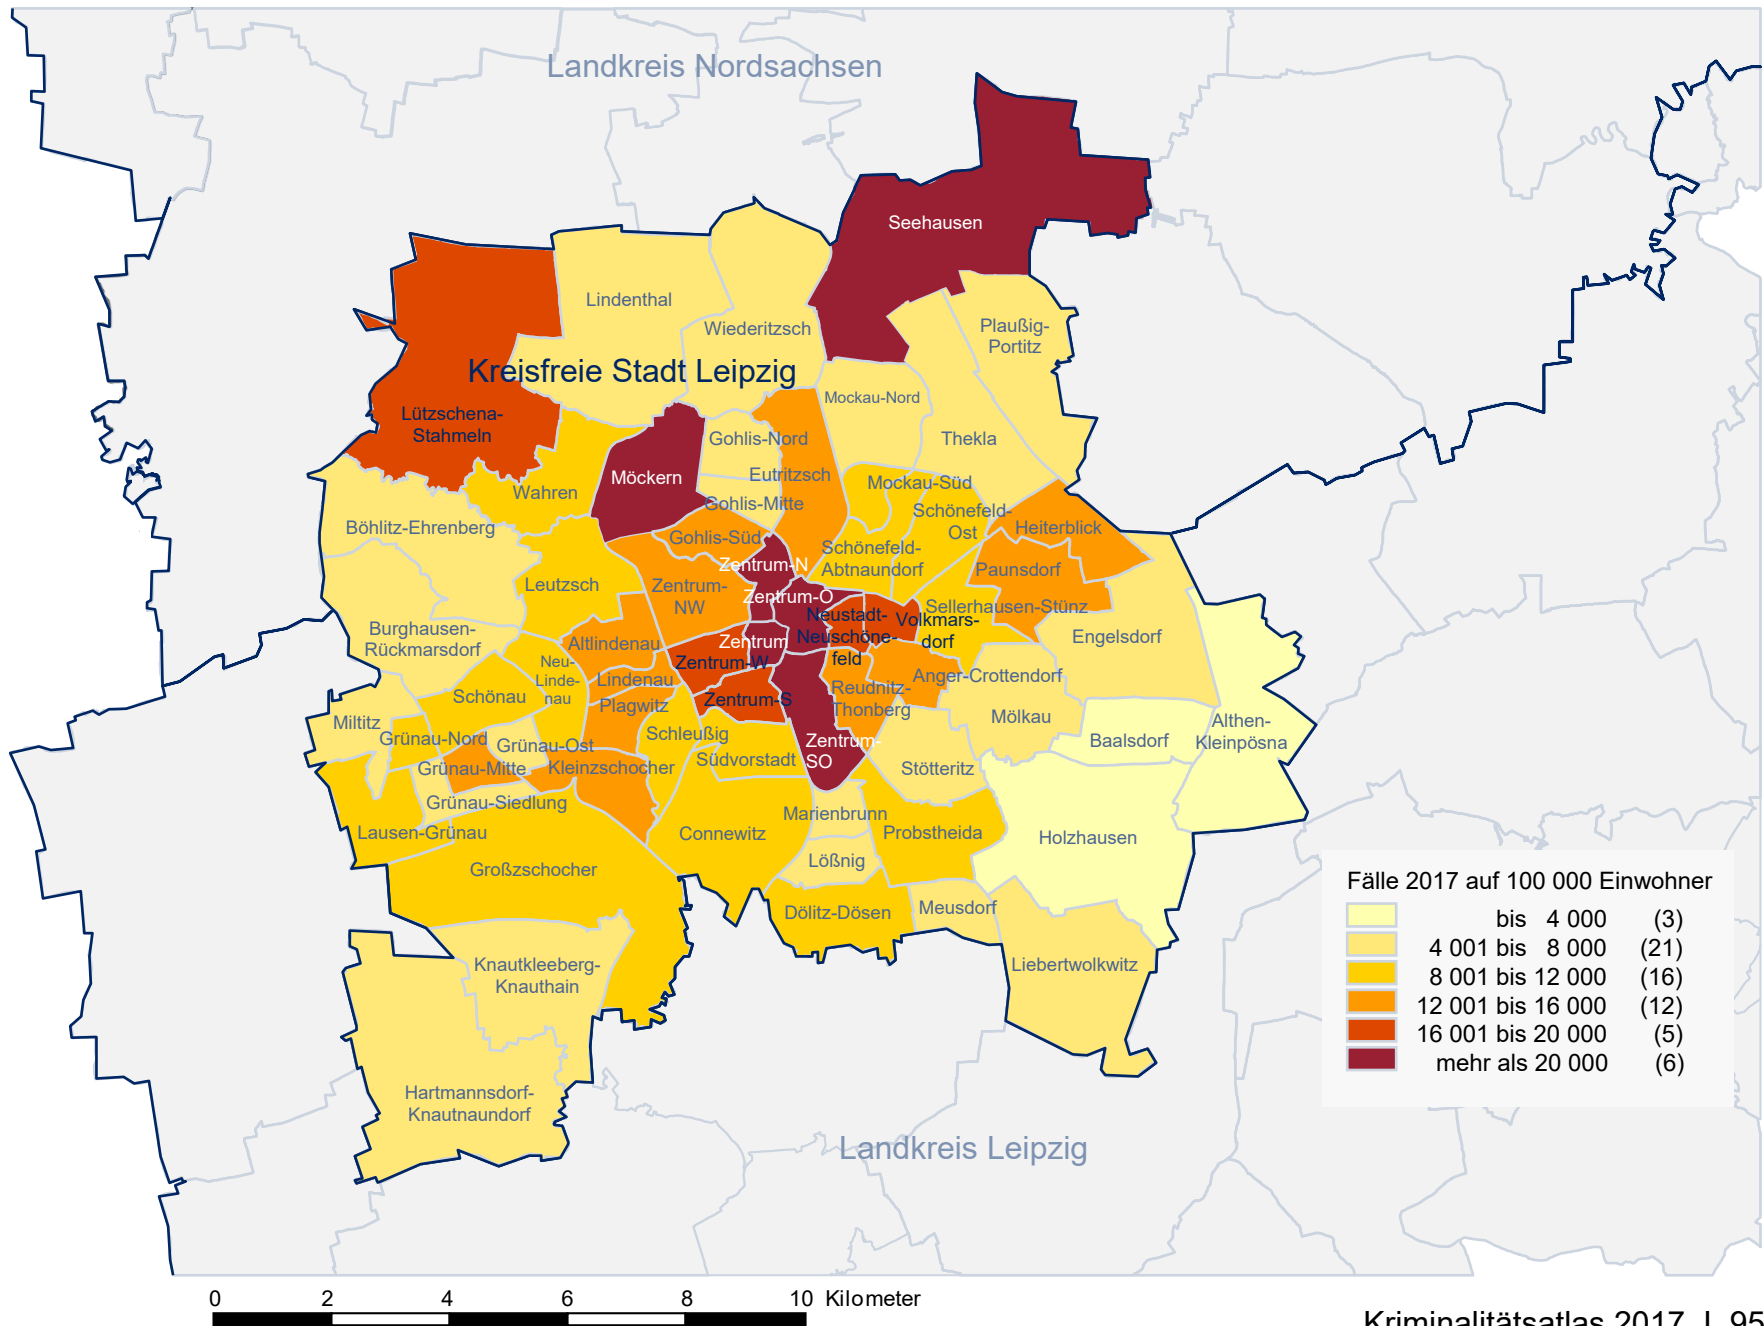 Landkreis Nordsachsen
Seehausen
Lindenthal
Wiederitzsch
Plaußig-
Portitz
Kreisfreie Stadt Leipzig
Mockau-Nord
Lützschena-
Stahmeln
Gohlis-Nord
Thekla
Möckern
Eutritzsch
Mockau-Süd
Wahren
Gohlis-Mitte
Schönefeld-
Ost
Böhlitz-Ehrenberg
Heiterblick
Gohlis-Süd
Schönefeld-
Abtnaundorf
Zentrum-N
Paunsdorf
Leutzsch
Zentrum-
NW
Zentrum-O
Sellerhausen-Stünz
Neustadt-
Neuschöne-
feld
Volkmars-
dorf
Engelsdorf
Burghausen-
Rückmarsdorf
Altlindenau
Zentrum
Zentrum-W
Neu-
Linde-
nau
Lindenau
Anger-Crottendorf
Reudnitz-
Thonberg
Schönau
Zentrum-S
Plagwitz
Mölkau
Althen-
Kleinpösna
Miltitz
Grünau-Nord
Grünau-Ost
Schleußig
Zentrum-
SO
Baalsdorf
Südvorstadt
Grünau-Mitte
Kleinzschocher
Stötteritz
Grünau-Siedlung
Marienbrunn
Lausen-Grünau
Connewitz
Probstheida
Holzhausen
Lößnig
Großzschocher
Dölitz-Dösen
Meusdorf
Knautkleeberg-
Knauthain
Liebertwolkwitz
Hartmannsdorf-
Knautnaundorf
Landkreis Leipzig
Fälle 2017 auf 100 000 Einwohner
bis 4 000 (3)
4 001 bis 8 000 (21)
8 001 bis 12 000 (16)
12 001 bis 16 000 (12)
16 001 bis 20 000 (5)
mehr als 20 000 (6)
0 2 4 6 8 10 Kilometer
Kriminalitätsatlas 2017 | 95